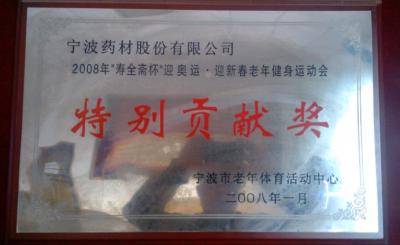 宁波药材股份有限公司
2008年"寿全斋杯"迎奥运·迎新春老年健身运动会
特别贡献奖
宁波市老年体育活动中心
二00八年一月